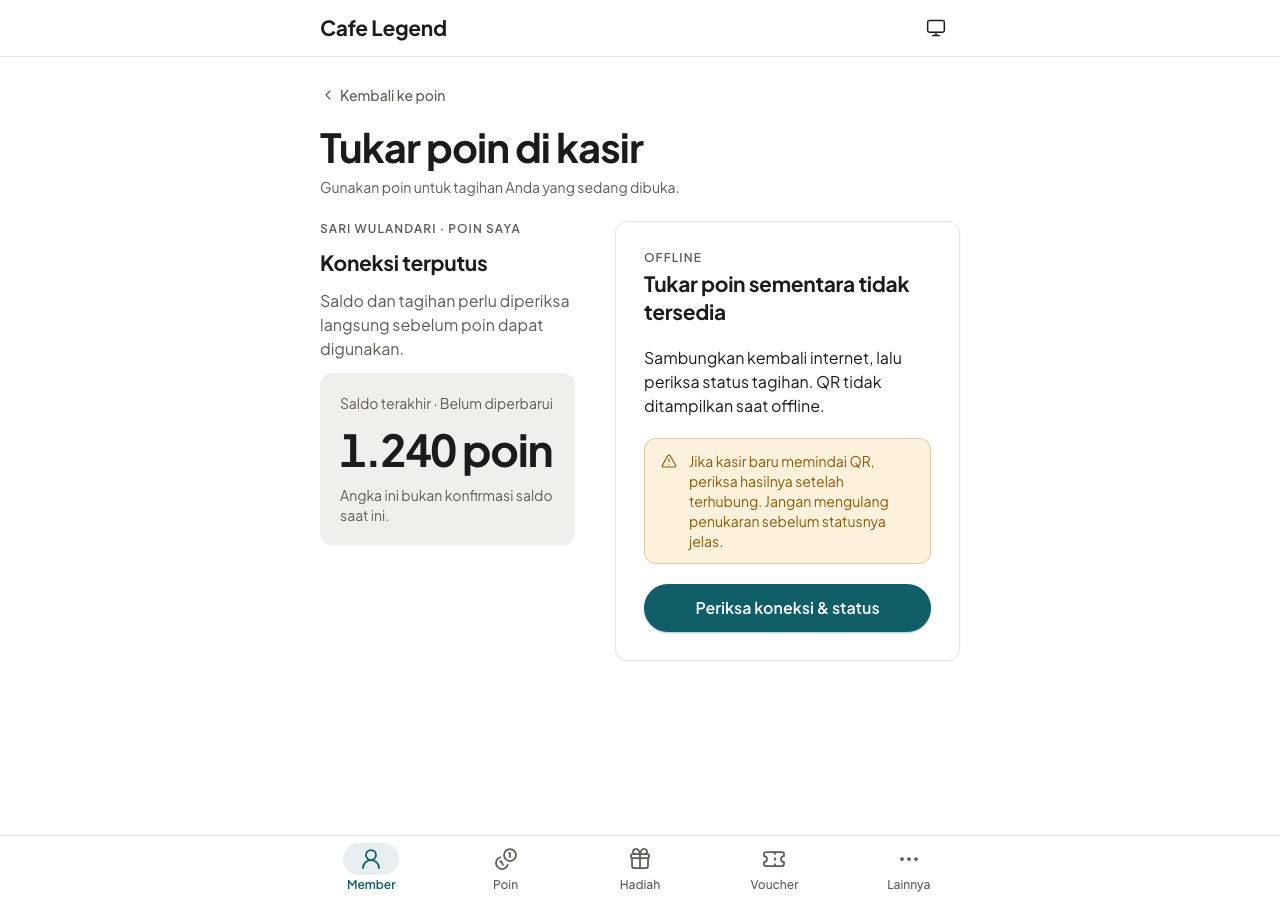 Cafe Legend
Kembali ke poin
Tukar poin di kasir
Gunakan poin untuk tagihan Anda yang sedang dibuka.
SARI WULANDARI · POIN SAYA
Koneksi terputus
Saldo dan tagihan perlu diperiksa
langsung sebelum poin dapat
digunakan.
Saldo terakhir · Belum diperbarui
1.240 poin
Angka ini bukan konfirmasi saldo
saat ini.
OFFLINE
Tukar poin sementara tidak
tersedia
Sambungkan kembali internet, lalu
periksa status tagihan. QR tidak
ditampilkan saat offline.
Jika kasir baru memindai QR,
periksa hasilnya setelah
terhubung. Jangan mengulang
penukaran sebelum statusnya
jelas.
Periksa koneksi & status
Member
Poin
Hadiah
Voucher
Lainnya